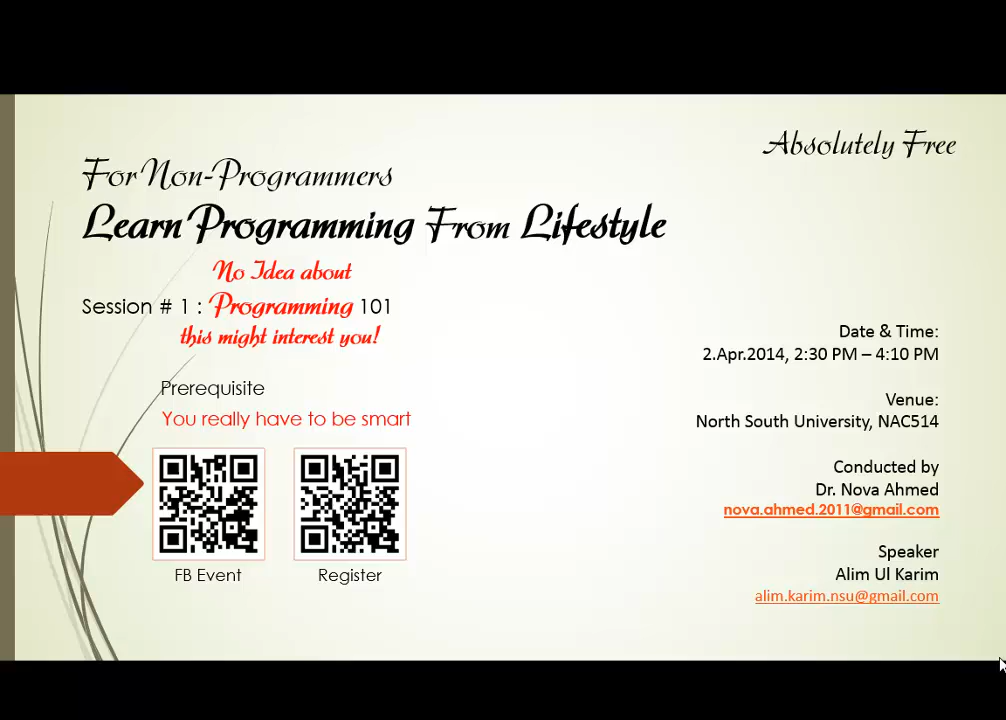 Absolutely Free
For Non-Programmers
Learn Programming From Lifestyle
No Idea about
Session # 1 : Programming 101
this might interest you!
Prerequisite
You really have to be smart
FB Event
Register
Date & Time:
2.Apr.2014, 2:30 PM – 4:10 PM
Venue:
North South University, NAC514
Conducted by
Dr. Nova Ahmed
nova.ahmed.2011@gmail.com
Speaker
Alim Ul Karim
alim.karim.nsu@gmail.com